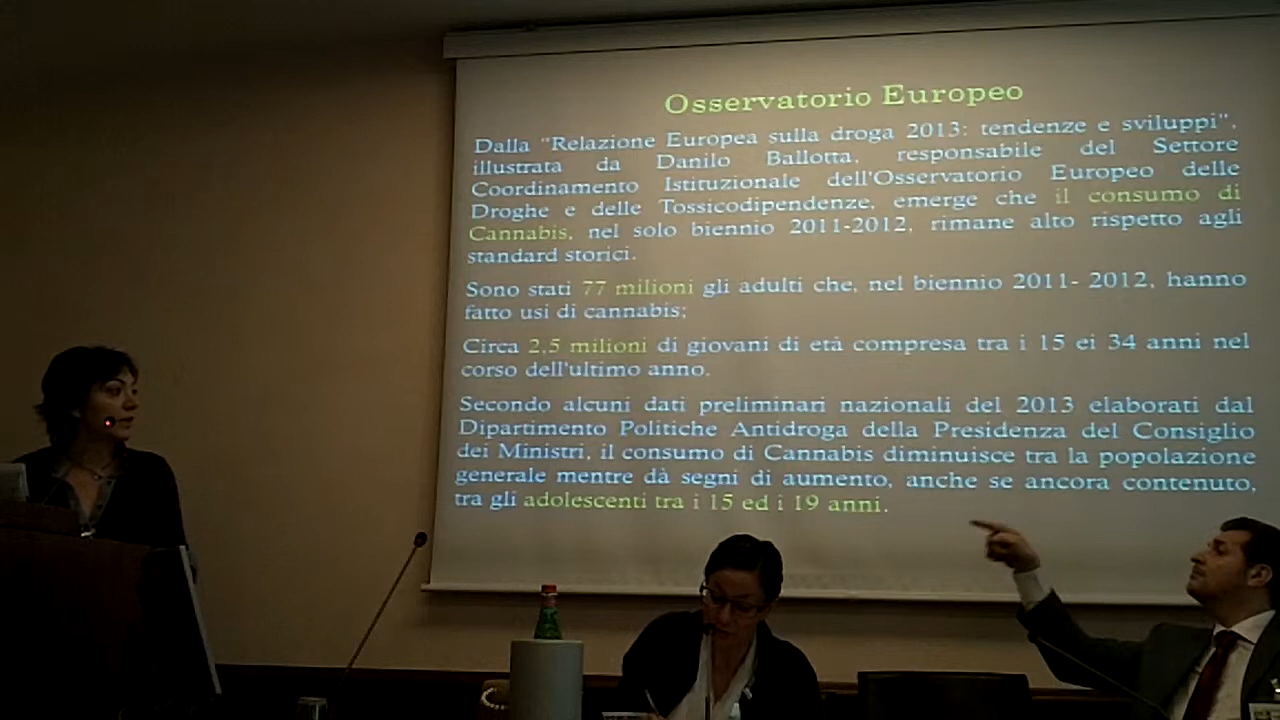 Osservatorio Europeo
Dalla "Relazione Europea sulla droga 2013: tendenze e sviluppi",
illustrata da Danilo Ballotta, responsabile del Settore
Coordinamento Istituzionale dell'Osservatorio Europeo delle
Droghe e delle Tossicodipendenze, emerge che il consumo di
Cannabis, nel solo biennio 2011-2012, rimane alto rispetto agli
standard storici.
Sono stati 77 milioni gli adulti che, nel biennio 2011- 2012, hanno
fatto usi di cannabis;
Circa 2,5 milioni di giovani di età compresa tra i 15 ei 34 anni nel
corso dell'ultimo anno.
Secondo alcuni dati preliminari nazionali del 2013 elaborati dal
Dipartimento Politiche Antidroga della Presidenza del Consiglio
dei Ministri, il consumo di Cannabis diminuisce tra la popolazione
generale mentre dà segni di aumento, anche se ancora contenuto,
tra gli adolescenti tra i 15 ed i 19 anni.